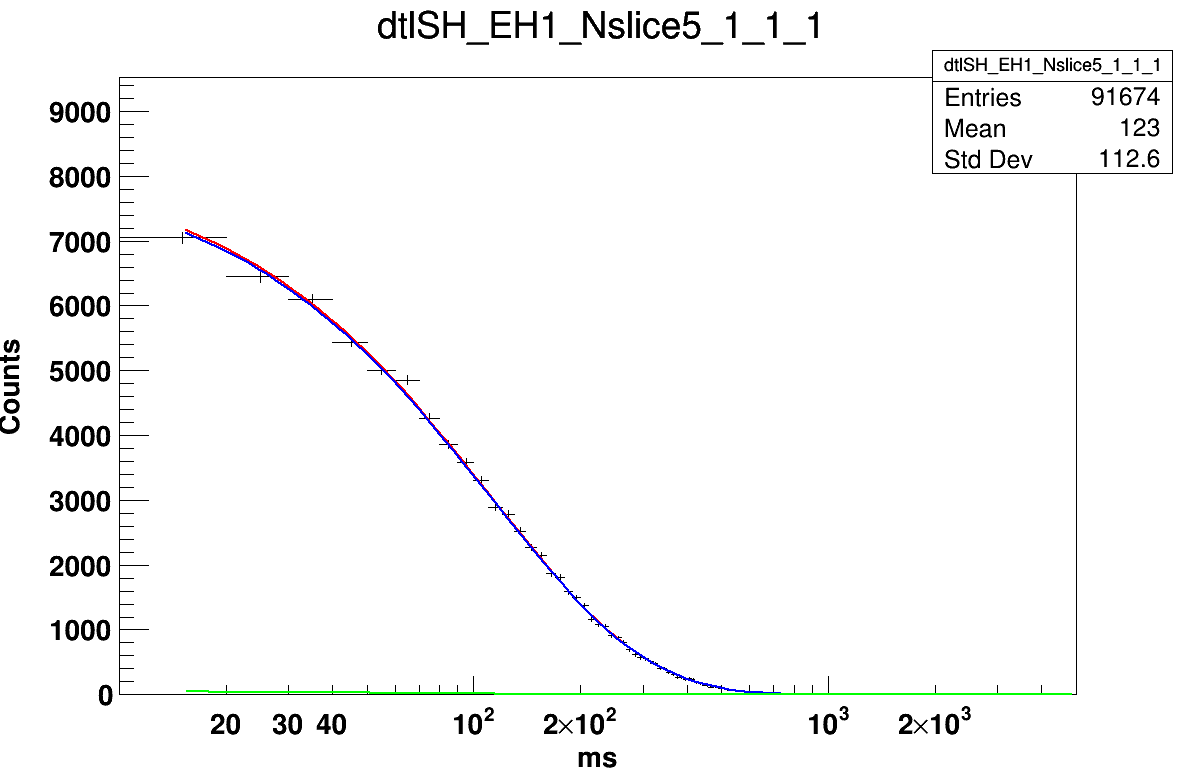 dtlSH_EH1_Nslice5_1_1_1
dtlSH_EH1_Nslice5_1_1_1
Entries 91674
Mean 123
Std Dev 112.6
9000
8000
7000
6000
5000
4000
3000
2000
1000
0
Counts
20 30 40 10² 2×10² 10³ 2×10³
ms